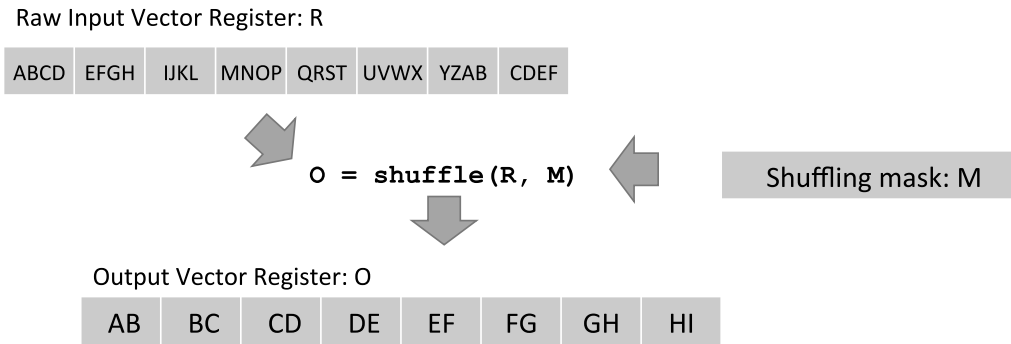 Raw Input Vector Register: R
ABCD EFGH IJKL MNOP QRST UVWX YZAB CDEF
O = shuffle(R, M)
Shuffling mask: M
Output Vector Register: O
AB BC CD DE EF FG GH HI